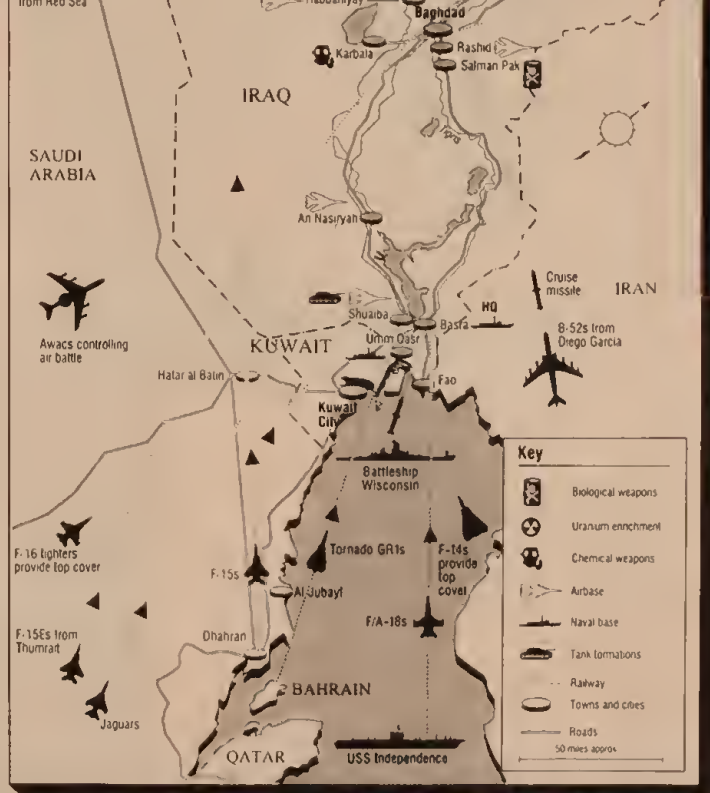 from Red Sea
Habbaniyay
Baghdad
Karbala
Rashid
Salman Pak
IRAQ
SAUDI
ARABIA
An Nasiryah
Cruise
missile
IRAN
HQ
Shuaiba
Basra
B-52s from
Diego Garcia
Umm Qasr
KUWAIT
Awacs controlling
air battle
Hafar al Batin
Fao
Kuwait
City
Battleship
Wisconsin
Key
Biological weapons
Uranium enrichment
Chemical weapons
Airbase
Naval base
Tank formations
Railway
Towns and cities
Roads
50 miles approx
F-16 fighters
provide top cover
F-15s
Tornado GR1s
F-14s
provide
top
cover
Al Jubayl
F/A-18s
F-15Es from
Thumrait
Dhahran
Jaguars
BAHRAIN
QATAR
USS Independence